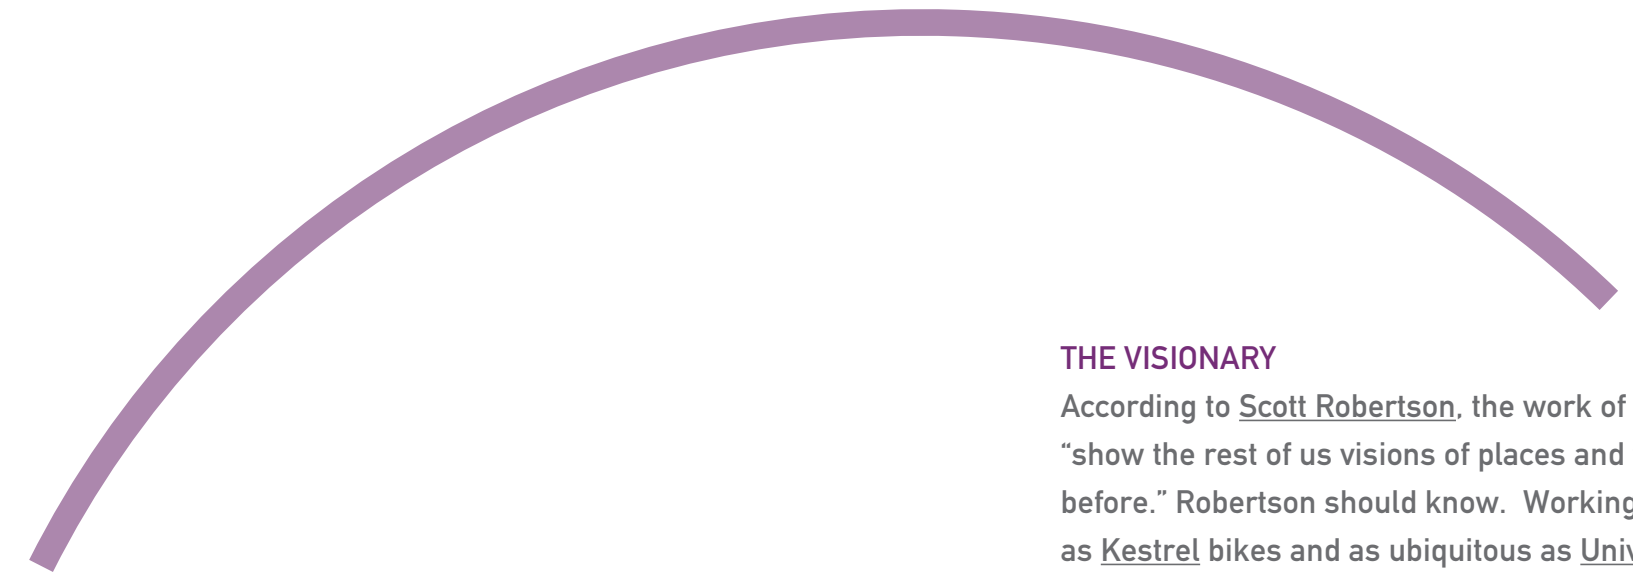 THE VISIONARY
According to Scott Robertson, the work of
“show the rest of us visions of places and
before.” Robertson should know.  Working
as Kestrel bikes and as ubiquitous as Univ